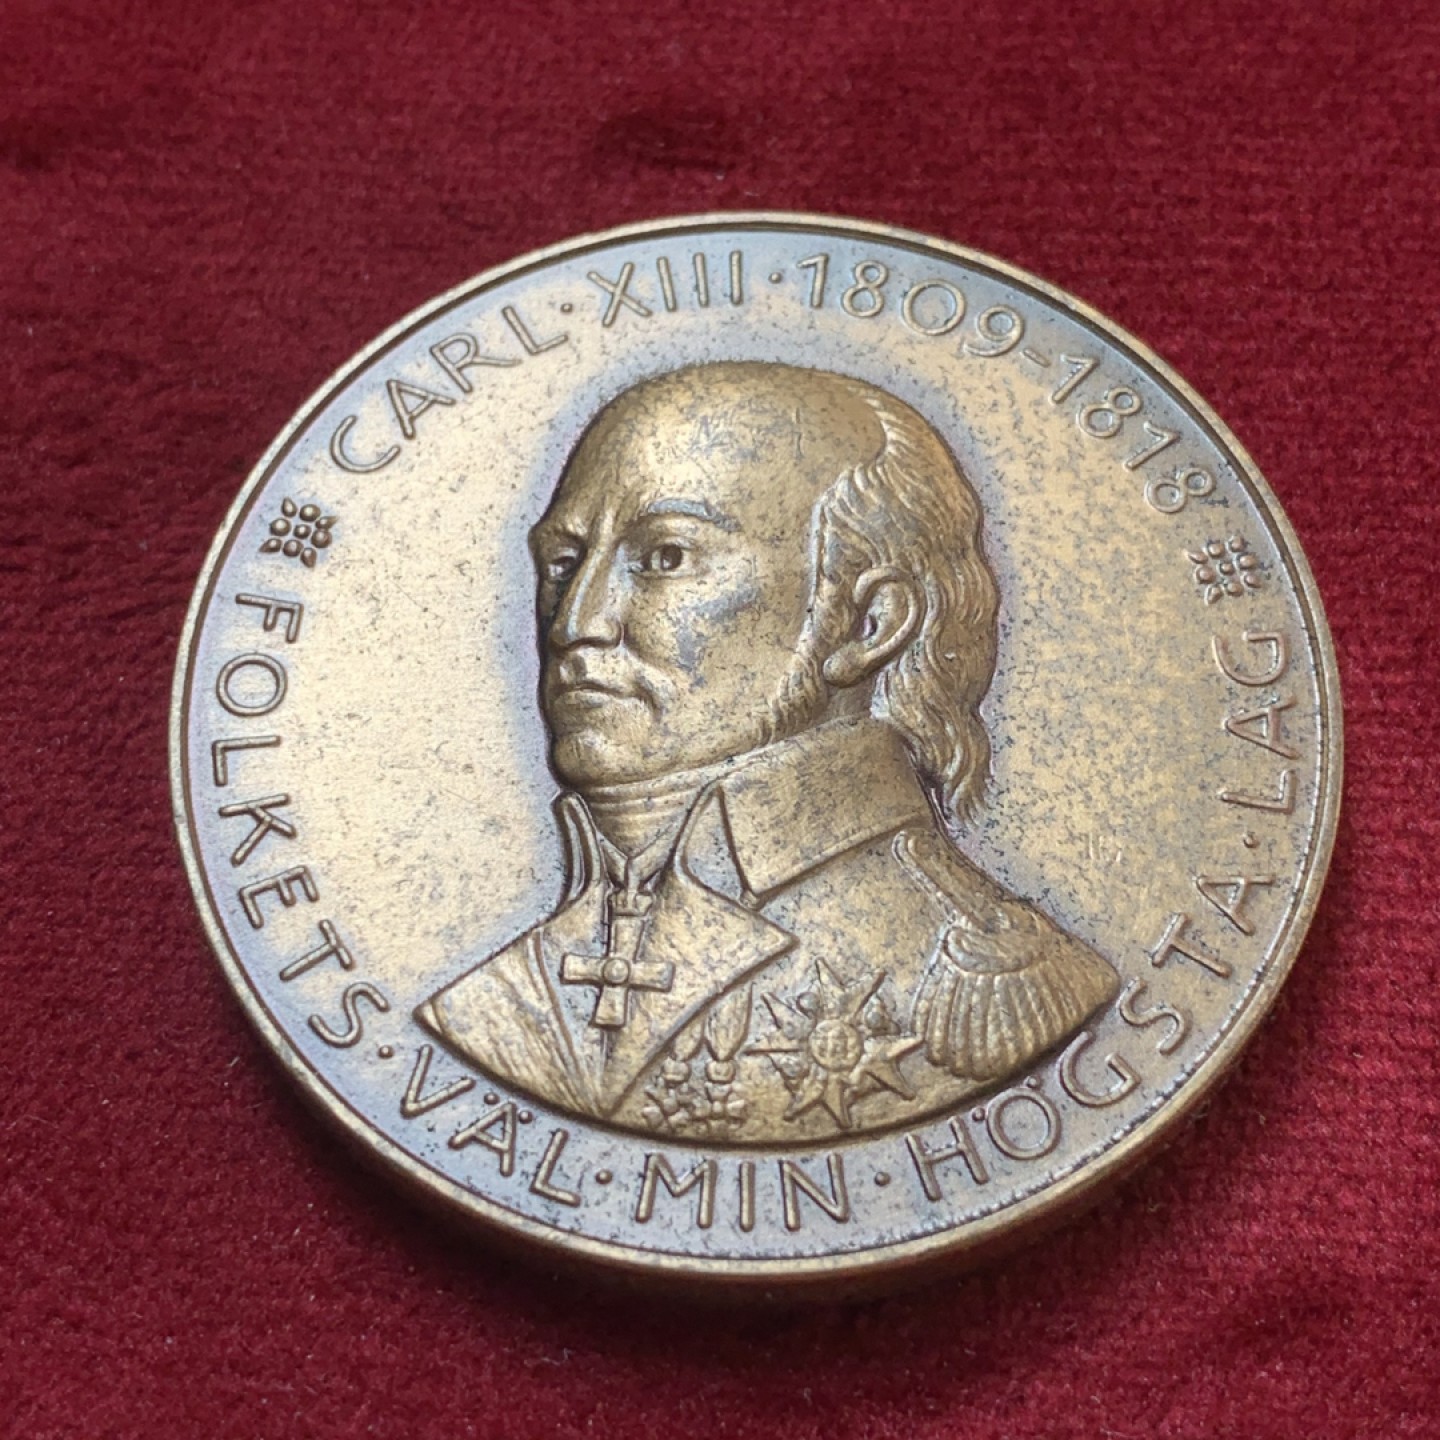 CARL·XIII·1809-1818
FOLKETS·VÄL·MIN·HÖGSTA·LAG